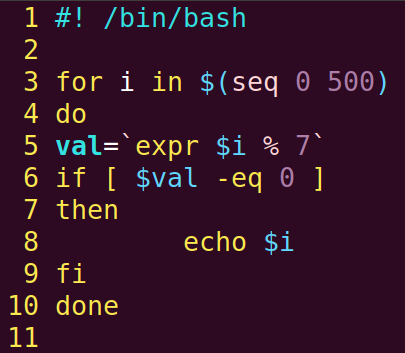 1 #! /bin/bash
2
3 for i in $(seq 0 500)
4 do
5 val=`expr $i % 7`
6 if [ $val -eq 0 ]
7 then
8         echo $i
9 fi
10 done
11